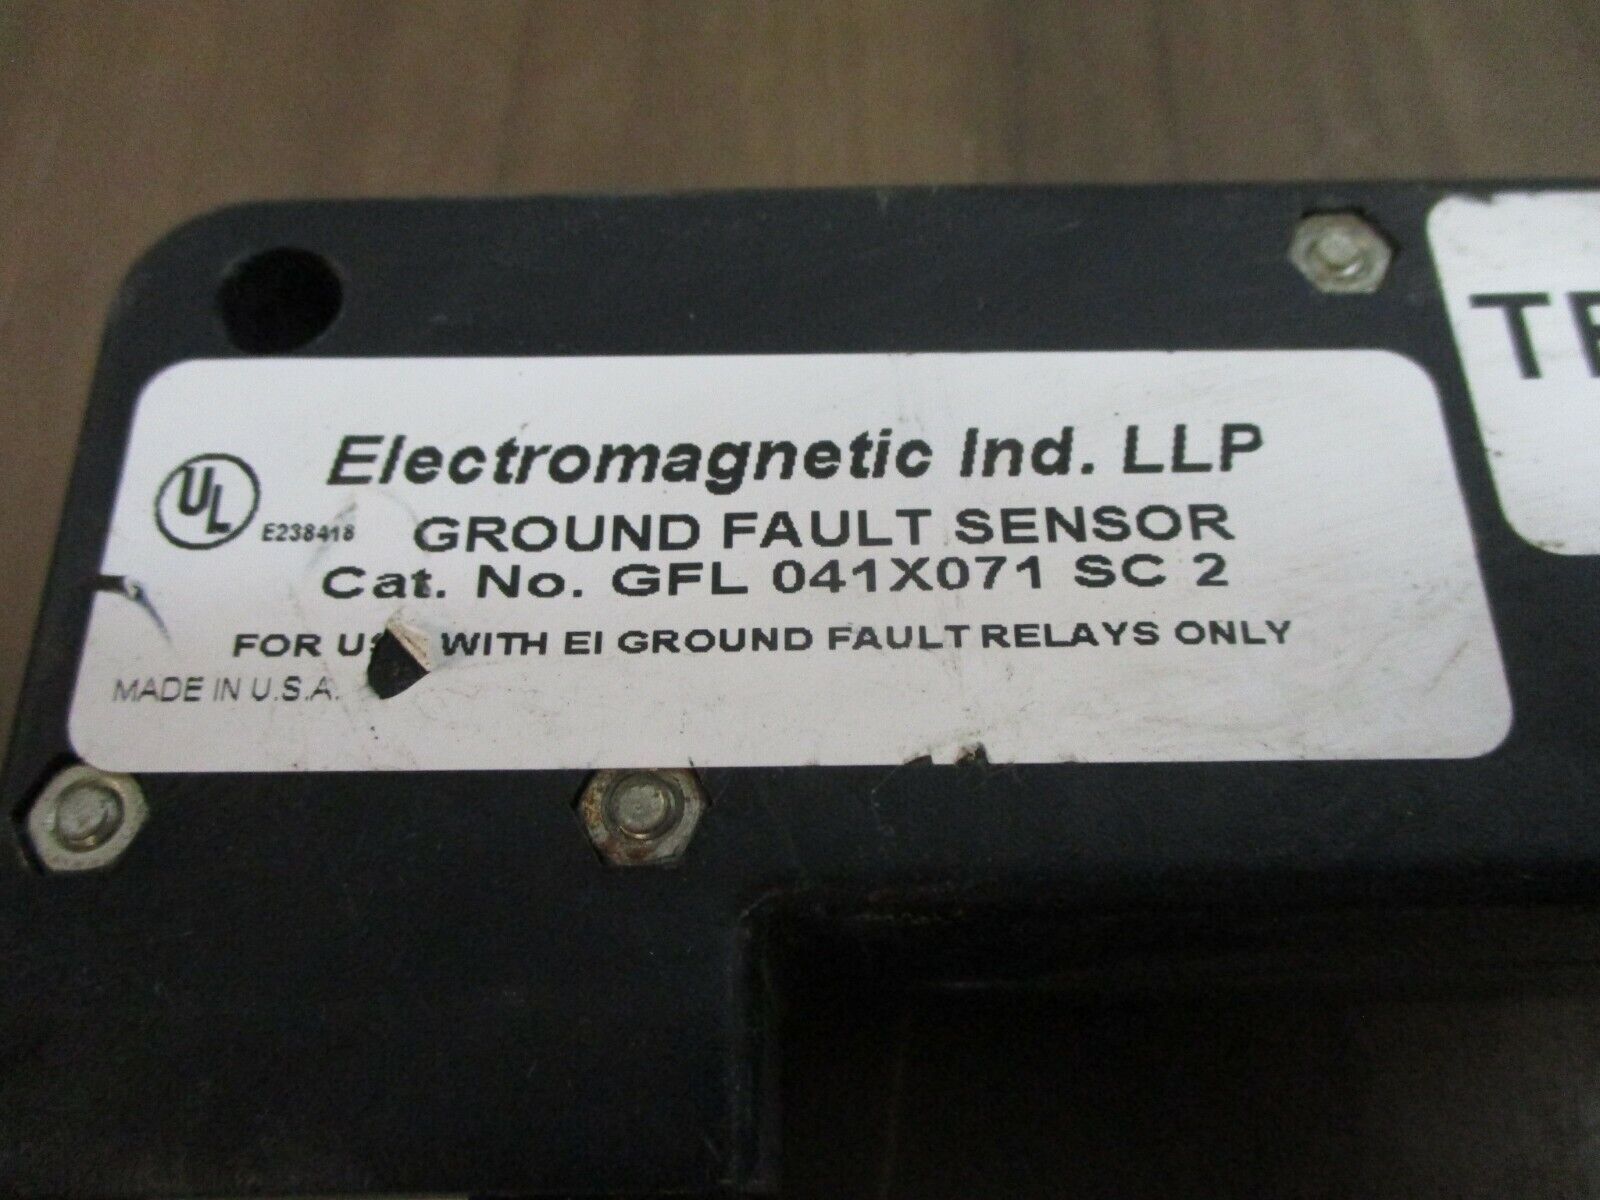 Electromagnetic Ind. LLP
UL E238418
GROUND FAULT SENSOR
Cat. No. GFL 041X071 SC 2
FOR WITH EI GROUND FAULT RELAYS ONLY
MADE IN U.S.A.